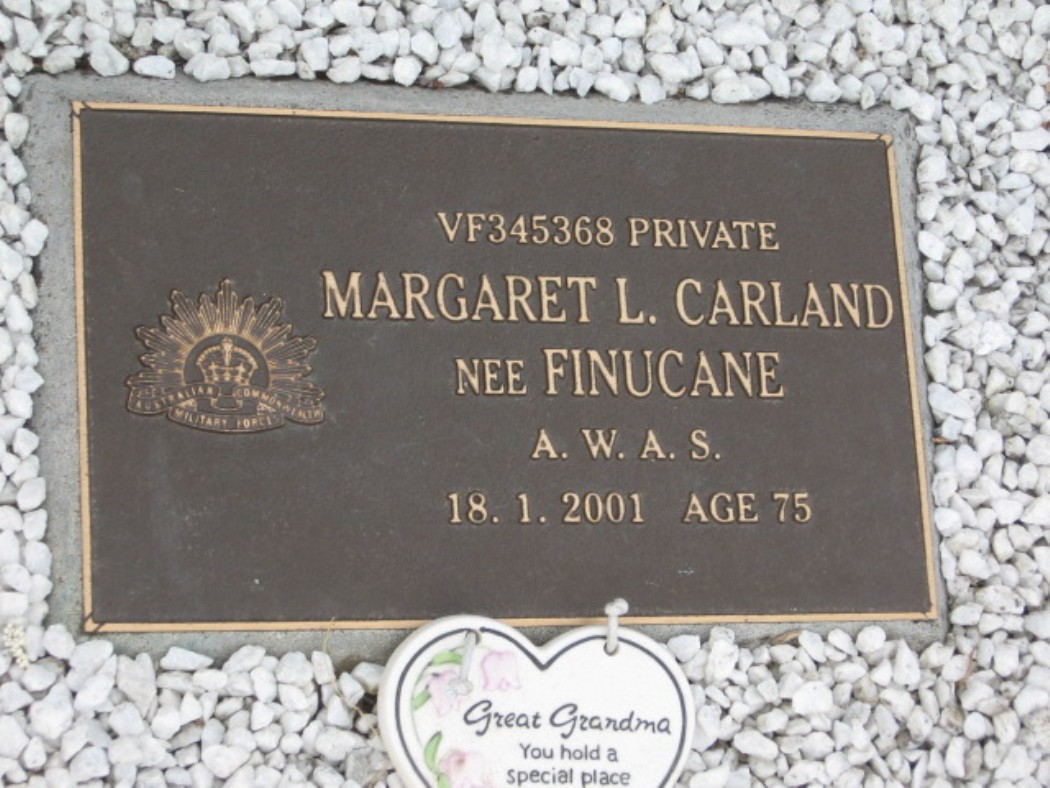 VF345368 PRIVATE
MARGARET L. CARLAND
NEE FINUCANE
A. W. A. S.
18. 1. 2001 AGE 75
AUSTRALIAN COMMONWEALTH
MILITARY FORCES
Great Grandma
You hold a
special place